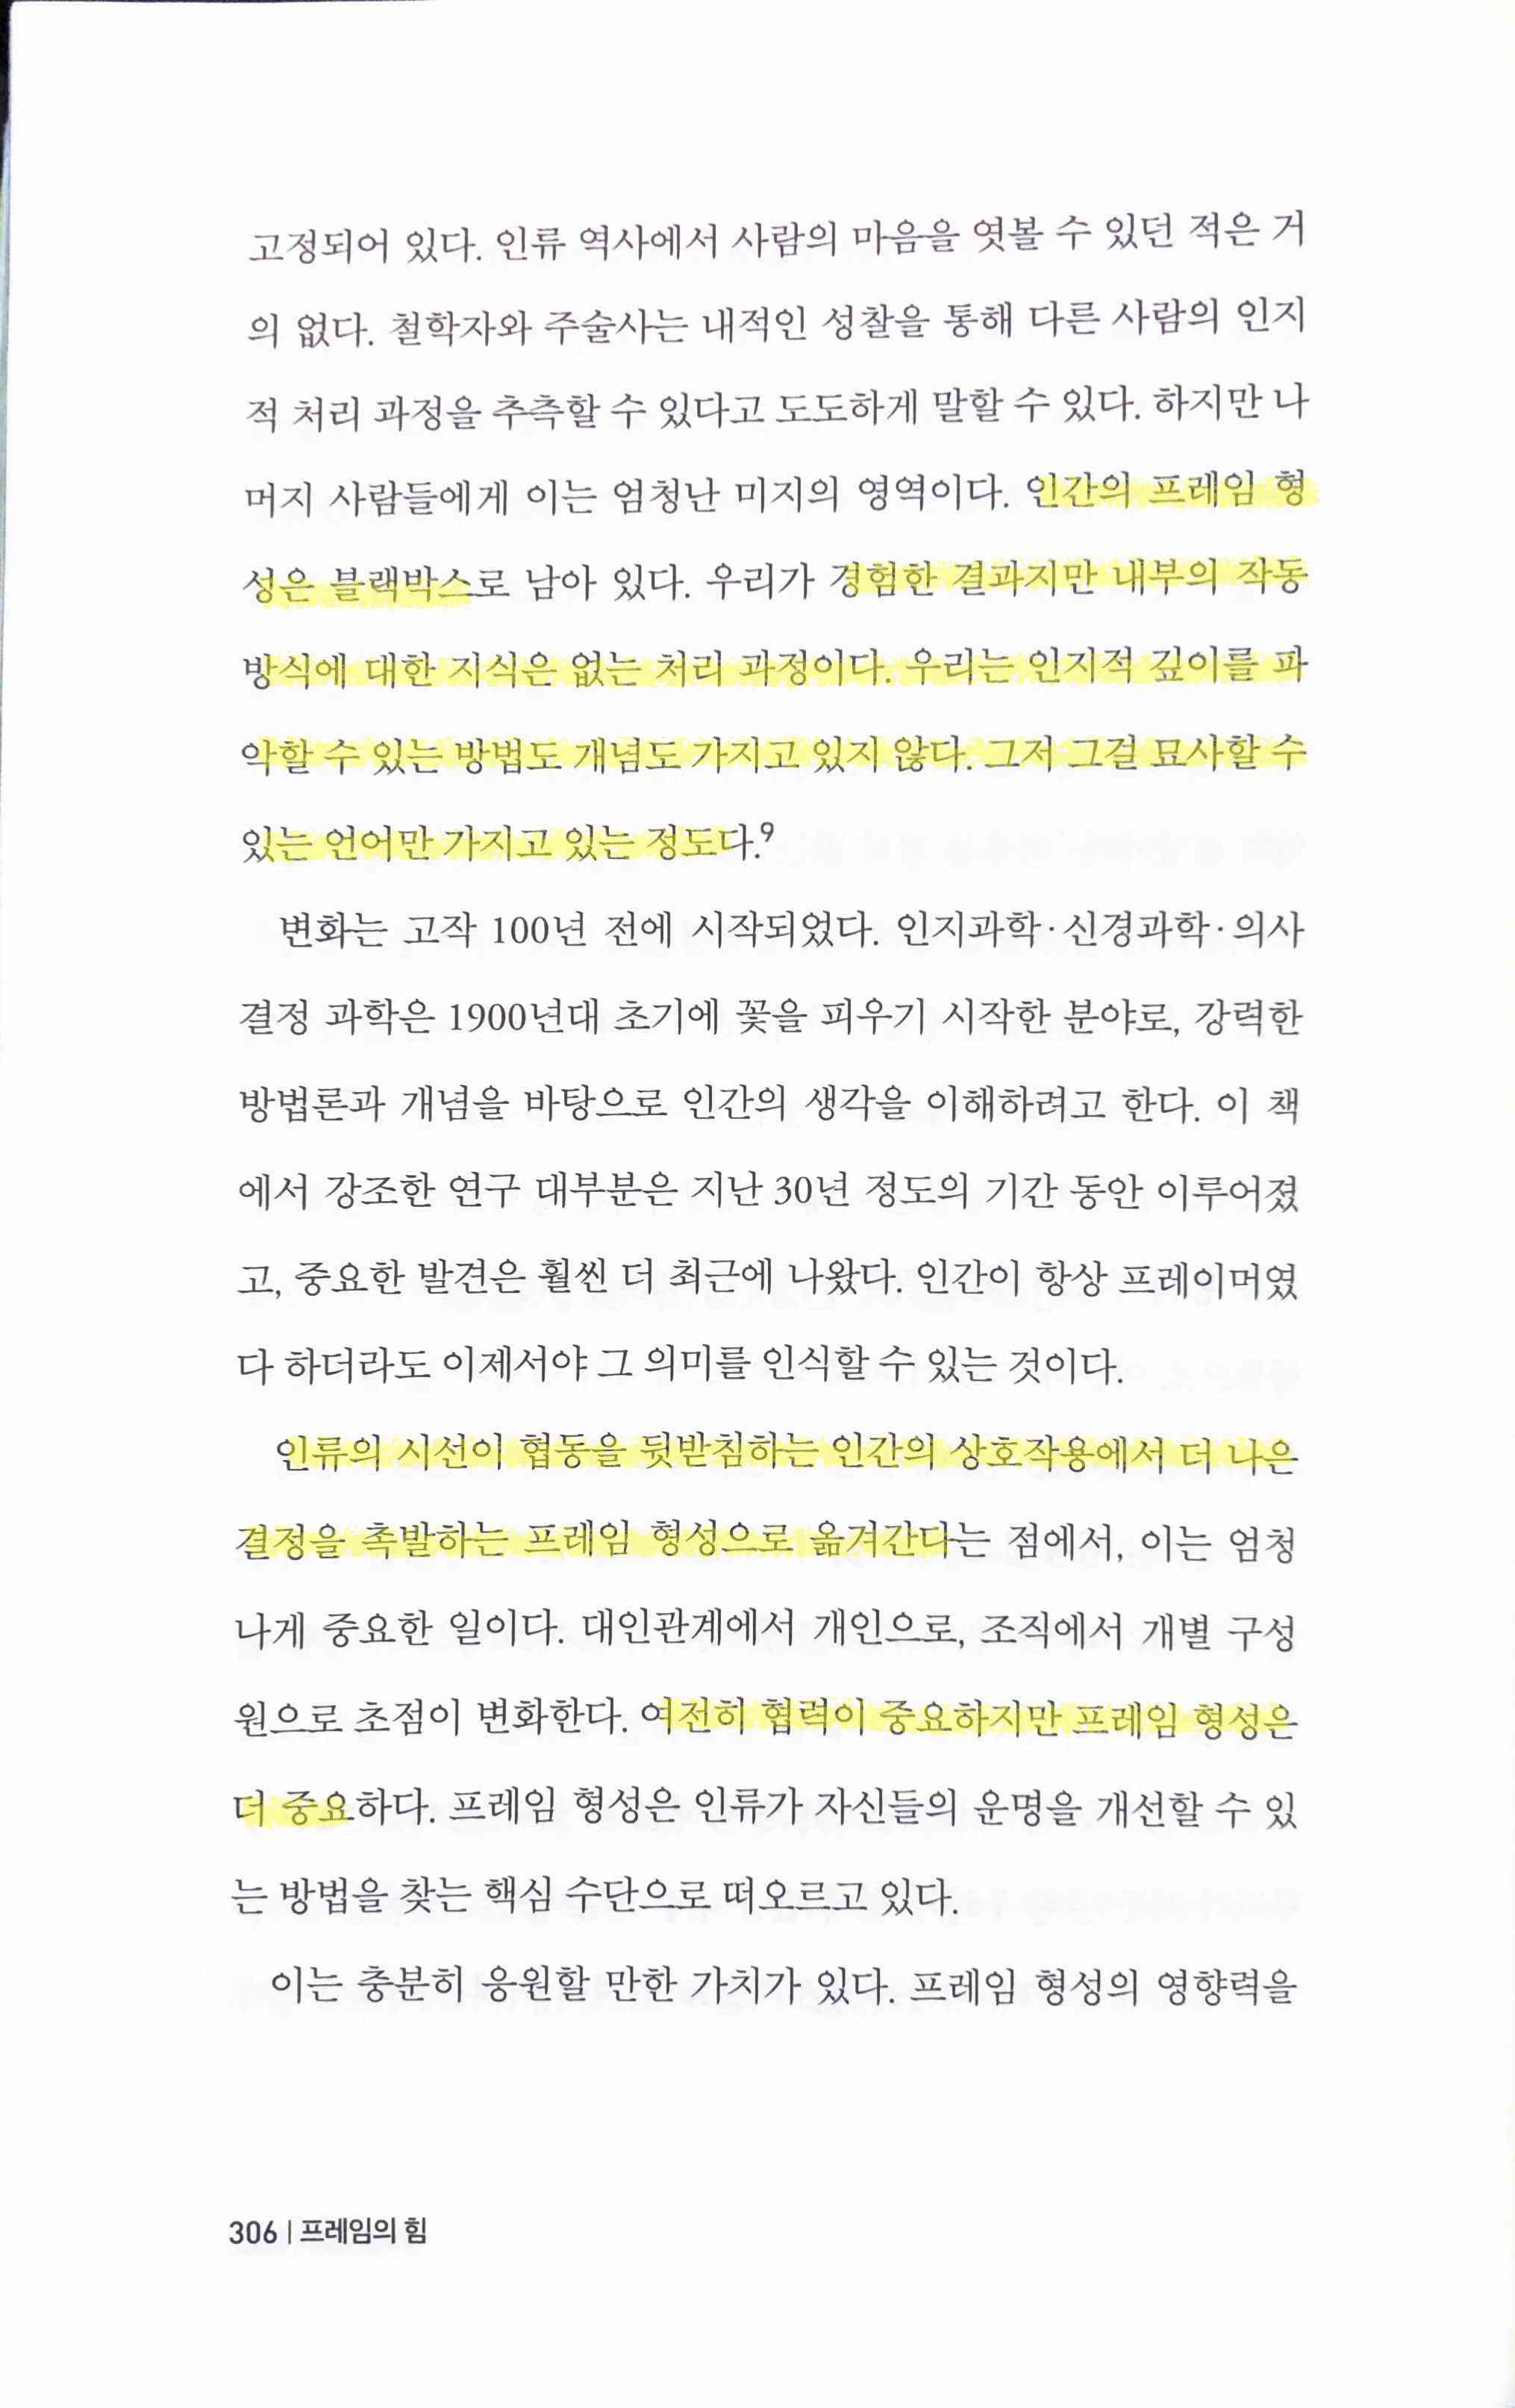 고정되어 있다. 인류 역사에서 사람의 마음을 엿볼 수 있던 적은 거
의 없다. 철학자와 주술사는 내적인 성찰을 통해 다른 사람의 인지
적 처리 과정을 추측할 수 있다고 도도하게 말할 수 있다. 하지만 나
머지 사람들에게 이는 엄청난 미지의 영역이다. 인간의 프레임 형
성은 블랙박스로 남아 있다. 우리가 경험한 결과지만 내부의 작동
방식에 대한 지식은 없는 처리 과정이다. 우리는 인지적 깊이를 파
악할 수 있는 방법도 개념도 가지고 있지 않다. 그저 그걸 묘사할 수
있는 언어만 가지고 있는 정도다.⁹
변화는 고작 100년 전에 시작되었다. 인지과학·신경과학·의사
결정 과학은 1900년대 초기에 꽃을 피우기 시작한 분야로, 강력한
방법론과 개념을 바탕으로 인간의 생각을 이해하려고 한다. 이 책
에서 강조한 연구 대부분은 지난 30년 정도의 기간 동안 이루어졌
고, 중요한 발견은 훨씬 더 최근에 나왔다. 인간이 항상 프레이머였
다 하더라도 이제서야 그 의미를 인식할 수 있는 것이다.
인류의 시선이 협동을 뒷받침하는 인간의 상호작용에서 더 나은
결정을 촉발하는 프레임 형성으로 옮겨간다는 점에서, 이는 엄청
나게 중요한 일이다. 대인관계에서 개인으로, 조직에서 개별 구성
원으로 초점이 변화한다. 여전히 협력이 중요하지만 프레임 형성은
더 중요하다. 프레임 형성은 인류가 자신들의 운명을 개선할 수 있
는 방법을 찾는 핵심 수단으로 떠오르고 있다.
이는 충분히 응원할 만한 가치가 있다. 프레임 형성의 영향력을
306 | 프레임의 힘